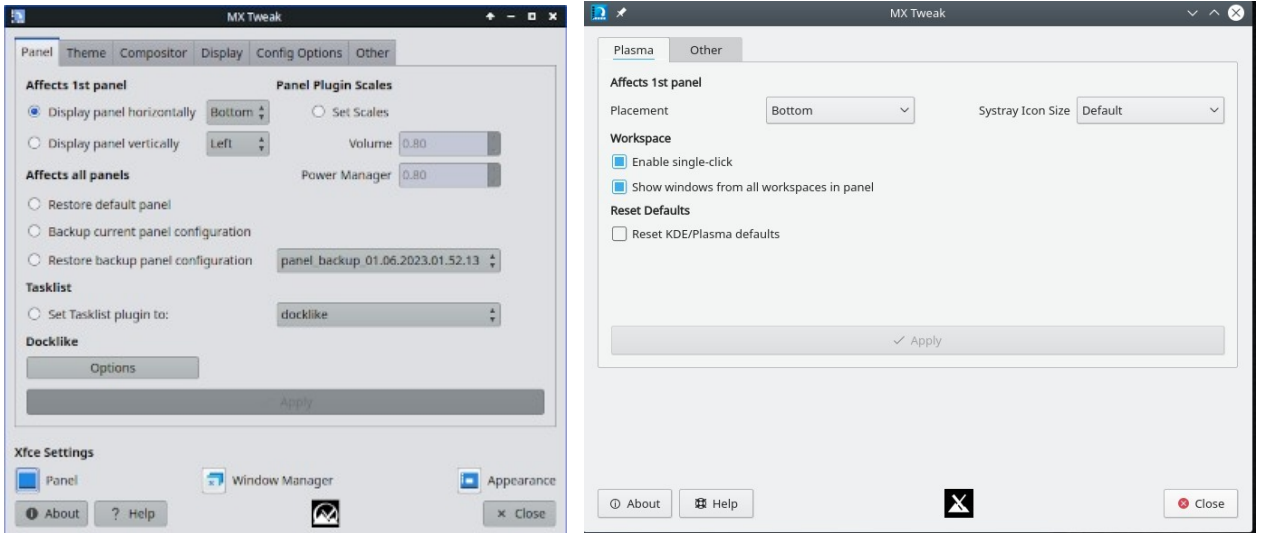 MX Tweak
Panel Theme Compositor Display Config Options Other
Affects 1st panel Panel Plugin Scales
Display panel horizontally Bottom Set Scales
Display panel vertically Left Volume 0.80
Affects all panels Power Manager 0.80
Restore default panel
Backup current panel configuration
Restore backup panel configuration panel_backup_01.06.2023.01.52.13
Tasklist
Set Tasklist plugin to: docklike
Docklike
Options
Apply
Xfce Settings
Panel Window Manager Appearance
About ? Help × Close
MX Tweak
Plasma Other
Affects 1st panel
Placement Bottom Systray Icon Size Default
Workspace
Enable single-click
Show windows from all workspaces in panel
Reset Defaults
Reset KDE/Plasma defaults
Apply
About Help Close